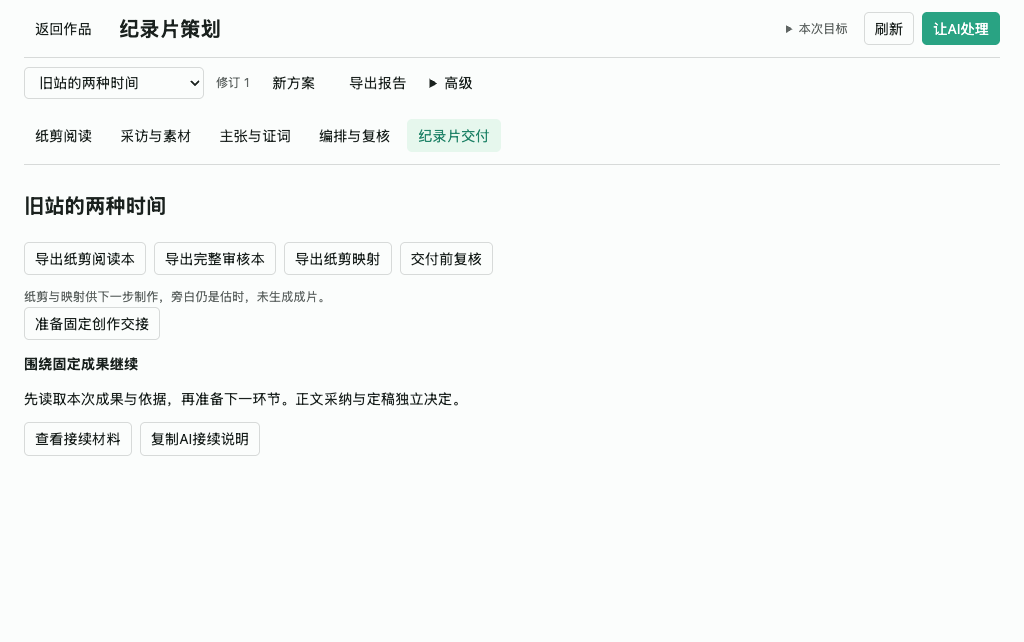 返回作品 纪录片策划 ▶ 本次目标 刷新 让AI处理
旧站的两种时间 修订 1 新方案 导出报告 ▶ 高级
纸剪阅读 采访与素材 主张与证词 编排与复核 纪录片交付
旧站的两种时间
导出纸剪阅读本 导出完整审核本 导出纸剪映射 交付前复核
纸剪与映射供下一步制作，旁白仍是估时，未生成成片。
准备固定创作交接
围绕固定成果继续
先读取本次成果与依据，再准备下一环节。正文采纳与定稿独立决定。
查看接续材料 复制AI接续说明